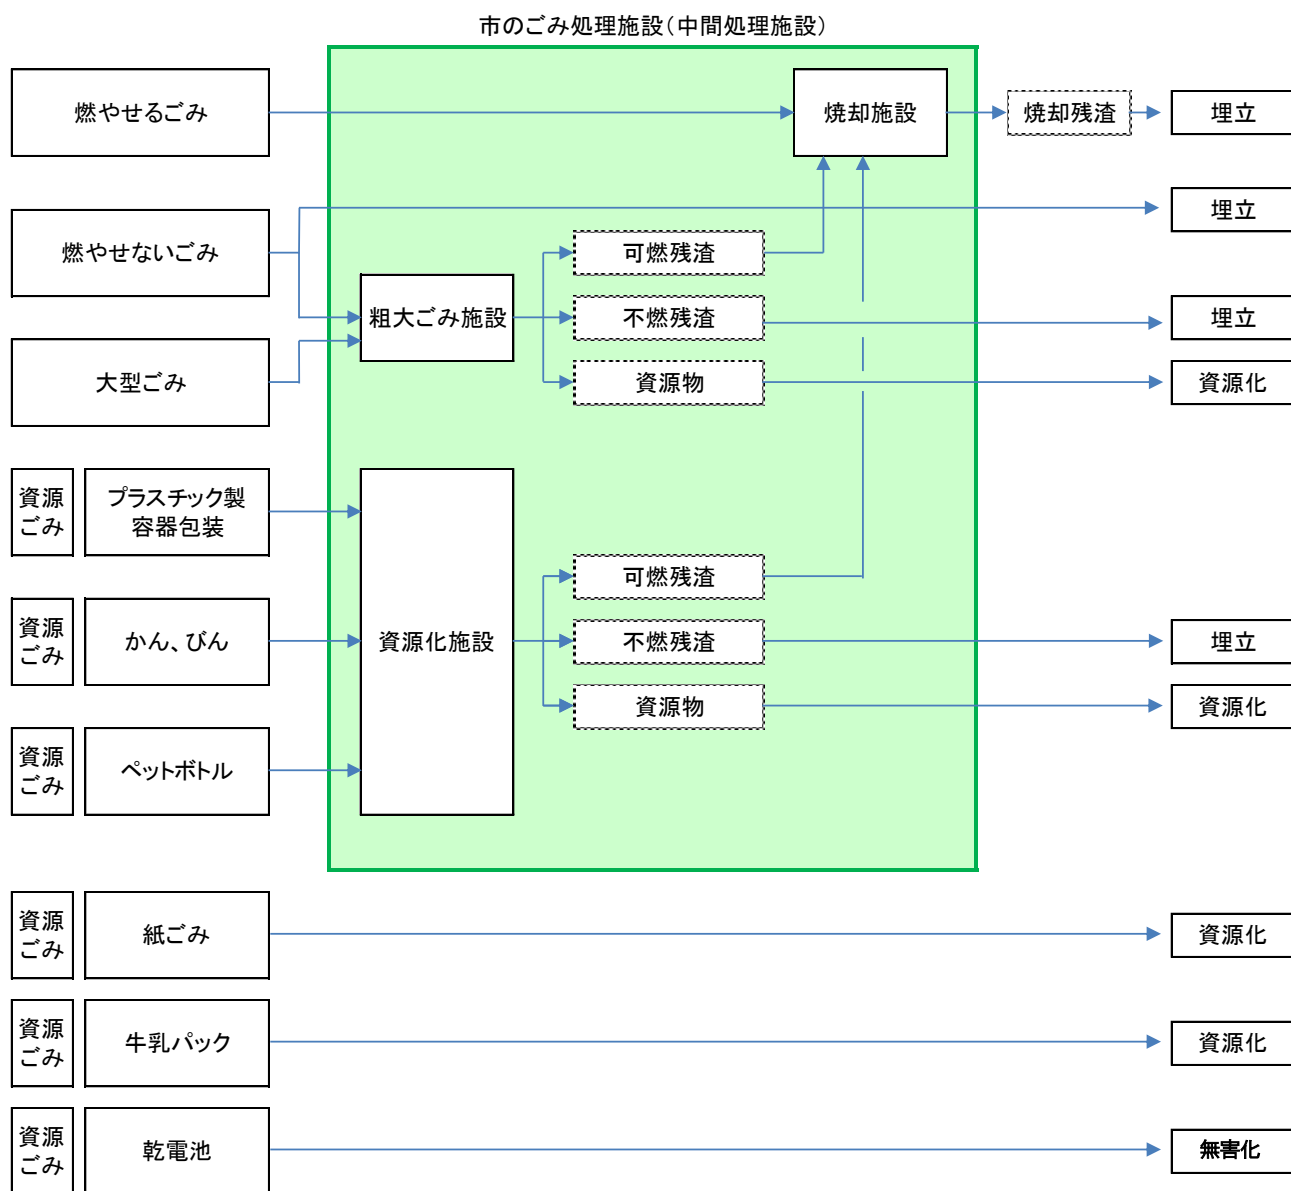 市のごみ処理施設(中間処理施設)
燃やせるごみ
焼却施設
焼却残渣
埋立
燃やせないごみ
埋立
可燃残渣
粗大ごみ施設
不燃残渣
埋立
大型ごみ
資源物
資源化
資源
ごみ
プラスチック製
容器包装
可燃残渣
資源
ごみ
かん、びん
資源化施設
不燃残渣
埋立
資源物
資源化
資源
ごみ
ペットボトル
資源
ごみ
紙ごみ
資源化
資源
ごみ
牛乳パック
資源化
資源
ごみ
乾電池
無害化